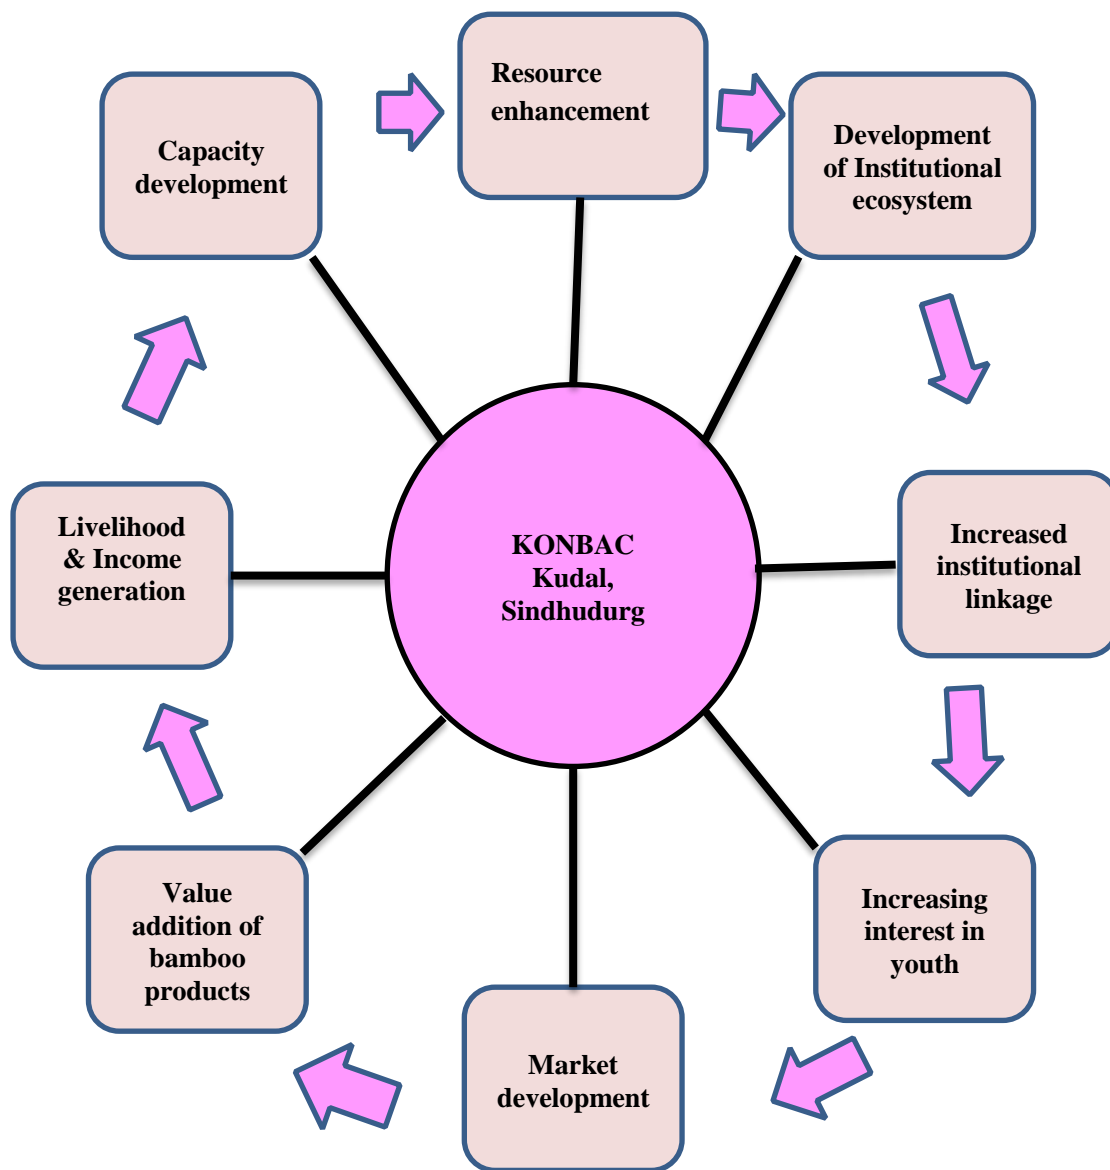 Resource
enhancement
Capacity
development
Development
of Institutional
ecosystem
Livelihood
& Income
generation
KONBAC
Kudal,
Sindhudurg
Increased
institutional
linkage
Value
addition of
bamboo
products
Increasing
interest in
youth
Market
development